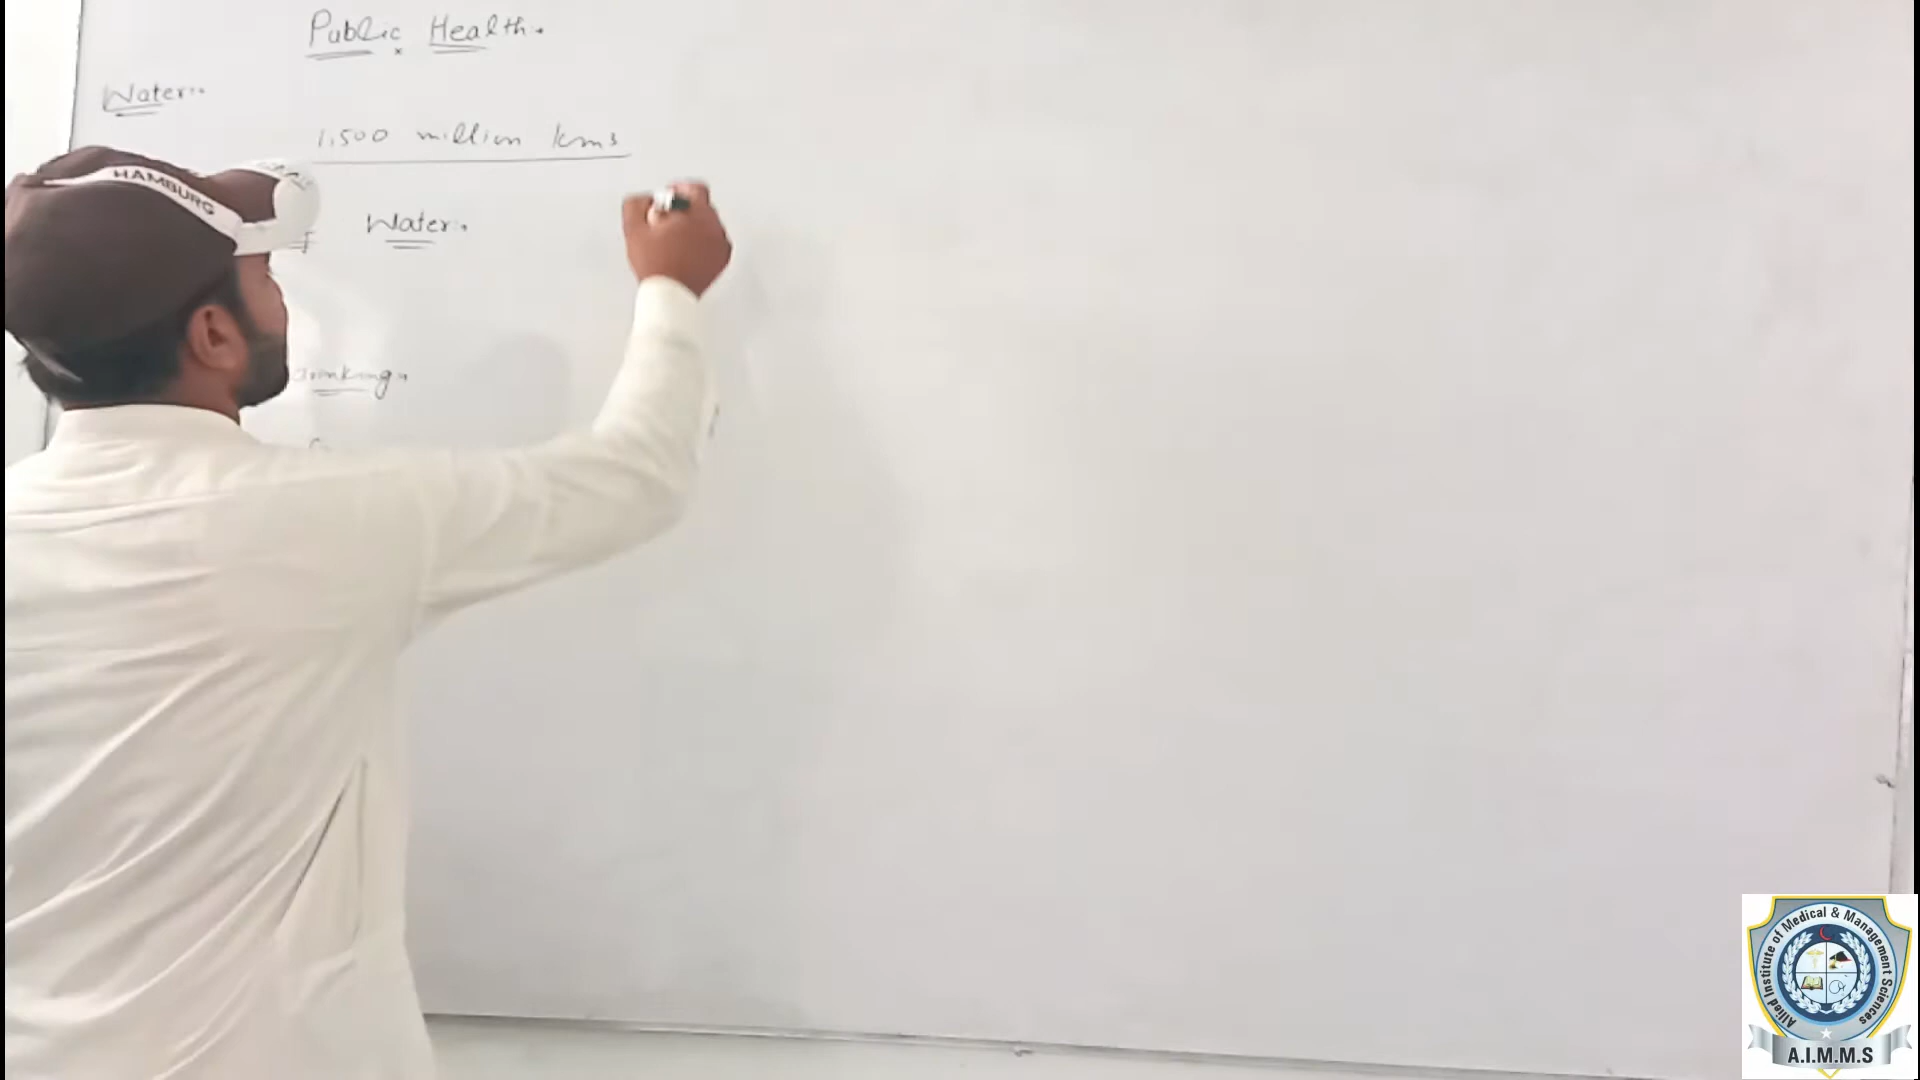 Public Health
Water:
1,500 million kms
HAMBURG
Water:
drinking
Allied Institute of Medical & Management Sciences
A.I.M.M.S